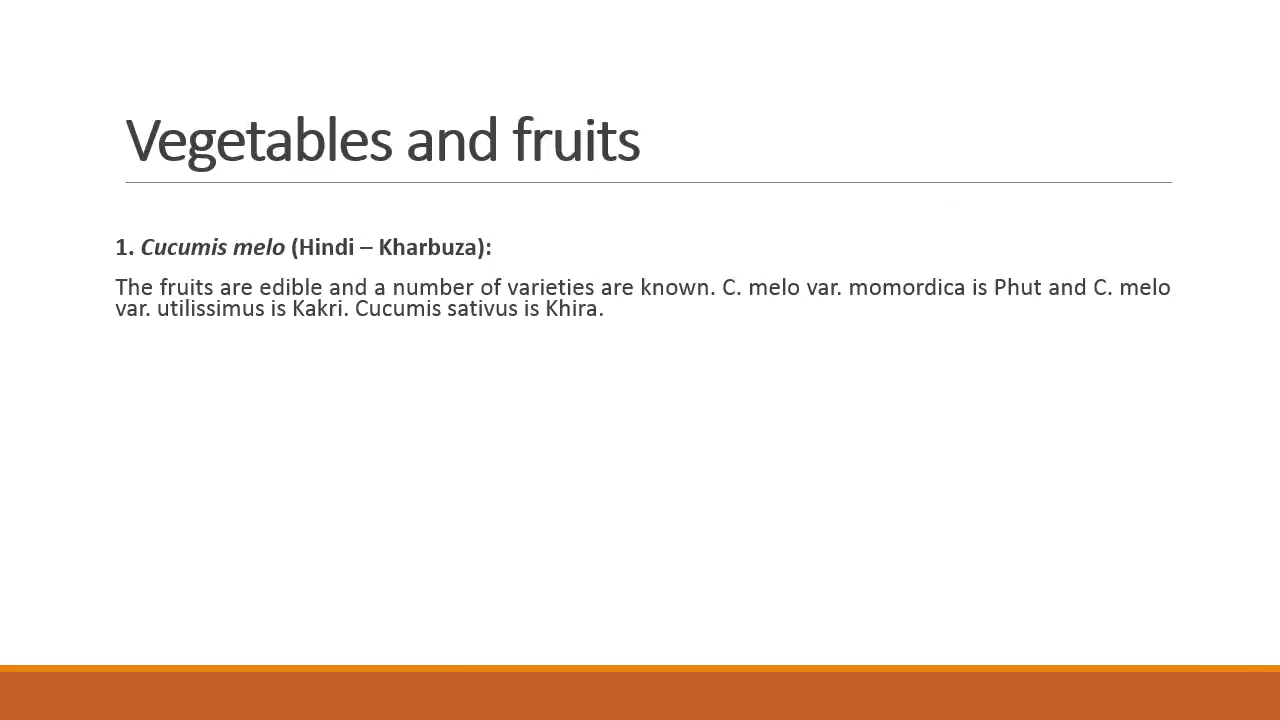 Vegetables and fruits
1. Cucumis melo (Hindi – Kharbuza):
The fruits are edible and a number of varieties are known. C. melo var. momordica is Phut and C. melo
var. utilissimus is Kakri. Cucumis sativus is Khira.